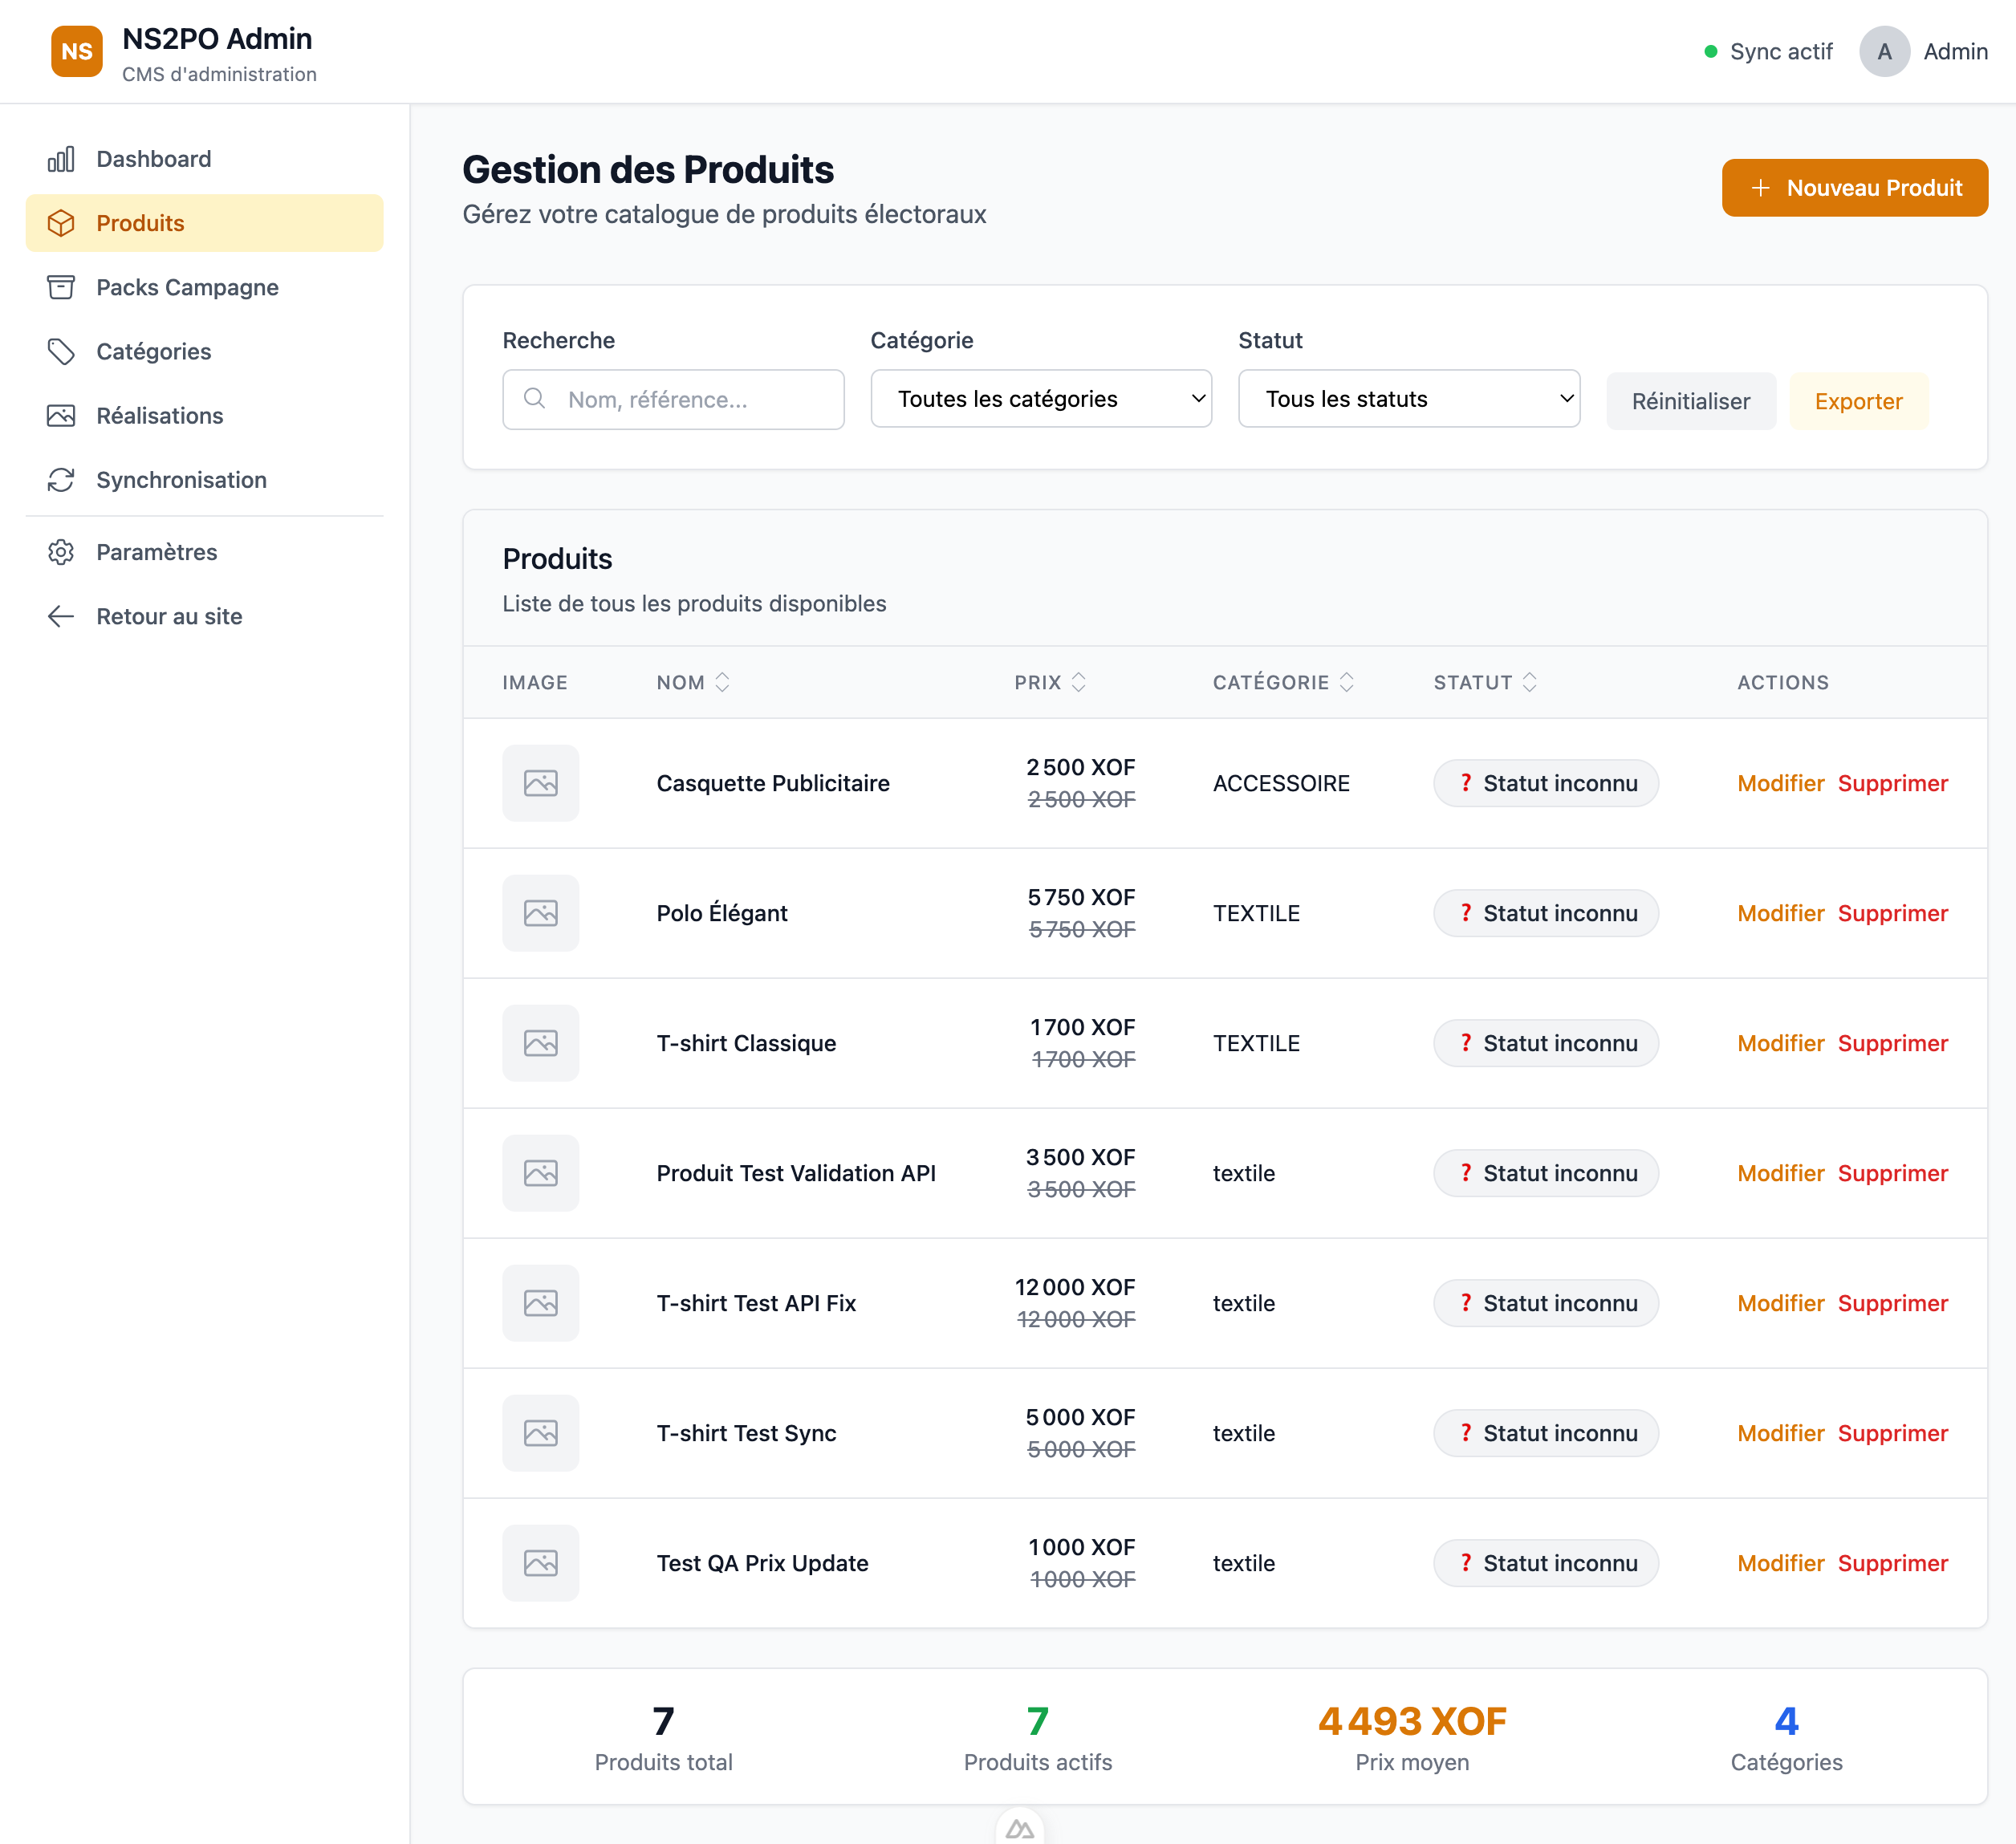 NS
NS2PO Admin
CMS d'administration
Sync actif
A
Admin
Dashboard
Produits
Packs Campagne
Catégories
Réalisations
Synchronisation
Paramètres
Retour au site
Gestion des Produits
Gérez votre catalogue de produits électoraux
+ Nouveau Produit
Recherche
Catégorie
Statut
Nom, référence...
Toutes les catégories
Tous les statuts
Réinitialiser
Exporter
Produits
Liste de tous les produits disponibles
IMAGE NOM PRIX CATÉGORIE STATUT ACTIONS
Casquette Publicitaire 2 500 XOF ACCESSOIRE ? Statut inconnu Modifier Supprimer
2 500 XOF
Polo Élégant 5 750 XOF TEXTILE ? Statut inconnu Modifier Supprimer
5 750 XOF
T-shirt Classique 1 700 XOF TEXTILE ? Statut inconnu Modifier Supprimer
1 700 XOF
Produit Test Validation API 3 500 XOF textile ? Statut inconnu Modifier Supprimer
3 500 XOF
T-shirt Test API Fix 12 000 XOF textile ? Statut inconnu Modifier Supprimer
12 000 XOF
T-shirt Test Sync 5 000 XOF textile ? Statut inconnu Modifier Supprimer
5 000 XOF
Test QA Prix Update 1 000 XOF textile ? Statut inconnu Modifier Supprimer
1 000 XOF
7 7 4 493 XOF 4
Produits total Produits actifs Prix moyen Catégories